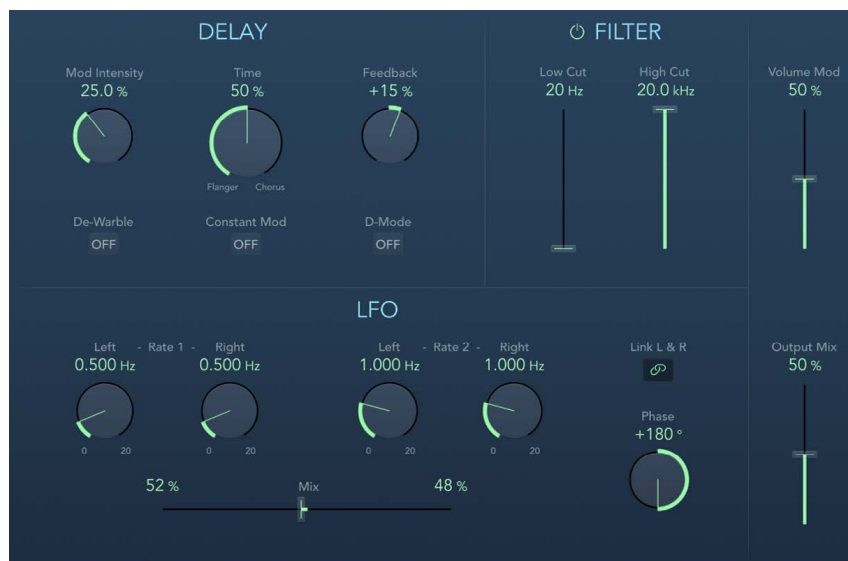 DELAY
FILTER
Mod Intensity
25.0 %
Time
50 %
Feedback
+15 %
Low Cut
20 Hz
High Cut
20.0 kHz
Volume Mod
50 %
Flanger Chorus
De-Warble
OFF
Constant Mod
OFF
D-Mode
OFF
LFO
Left - Rate 1 - Right
0.500 Hz 0.500 Hz
0 20 0 20
Left - Rate 2 - Right
1.000 Hz 1.000 Hz
0 20 0 20
Link L & R
Phase
+180 °
52 % Mix 48 %
Output Mix
50 %